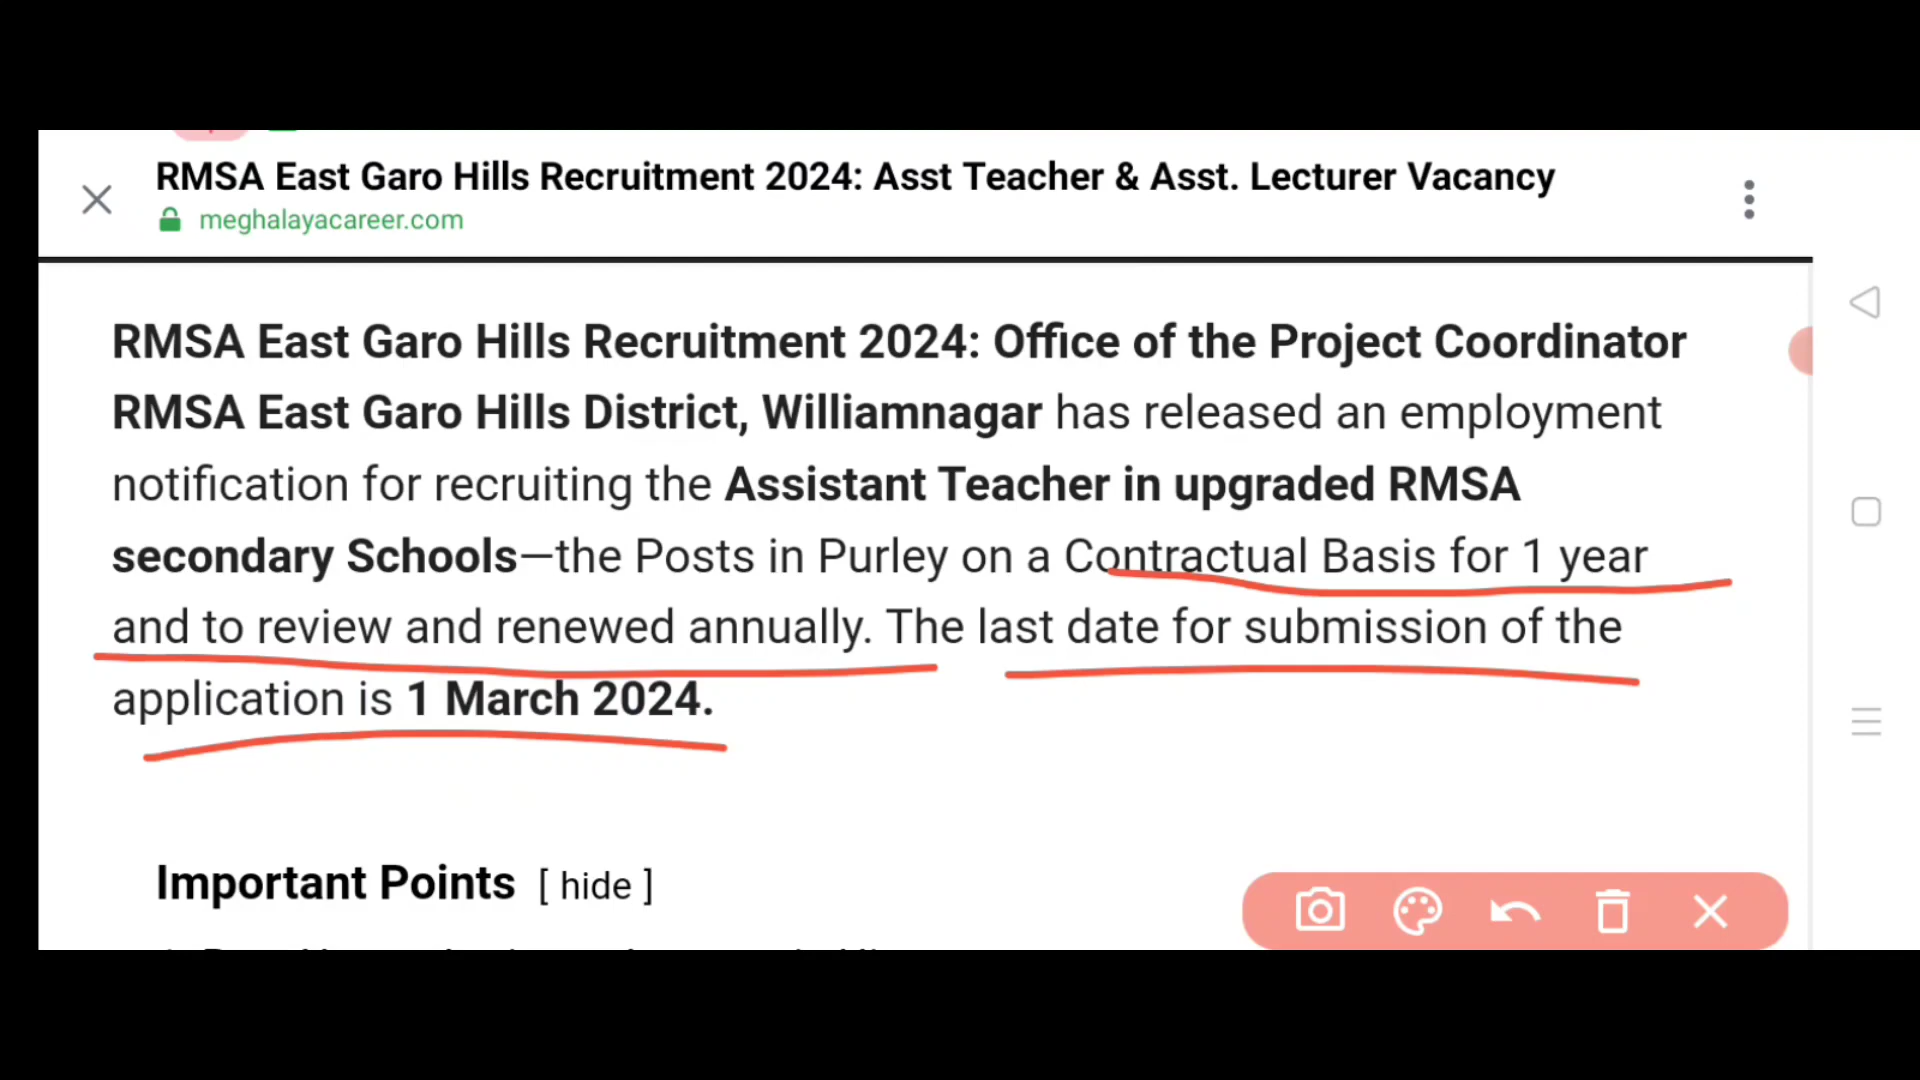 RMSA East Garo Hills Recruitment 2024: Asst Teacher & Asst. Lecturer Vacancy
meghalayacareer.com
RMSA East Garo Hills Recruitment 2024: Office of the Project Coordinator
RMSA East Garo Hills District, Williamnagar has released an employment
notification for recruiting the Assistant Teacher in upgraded RMSA
secondary Schools—the Posts in Purley on a Contractual Basis for 1 year
and to review and renewed annually. The last date for submission of the
application is 1 March 2024.
Important Points [ hide ]